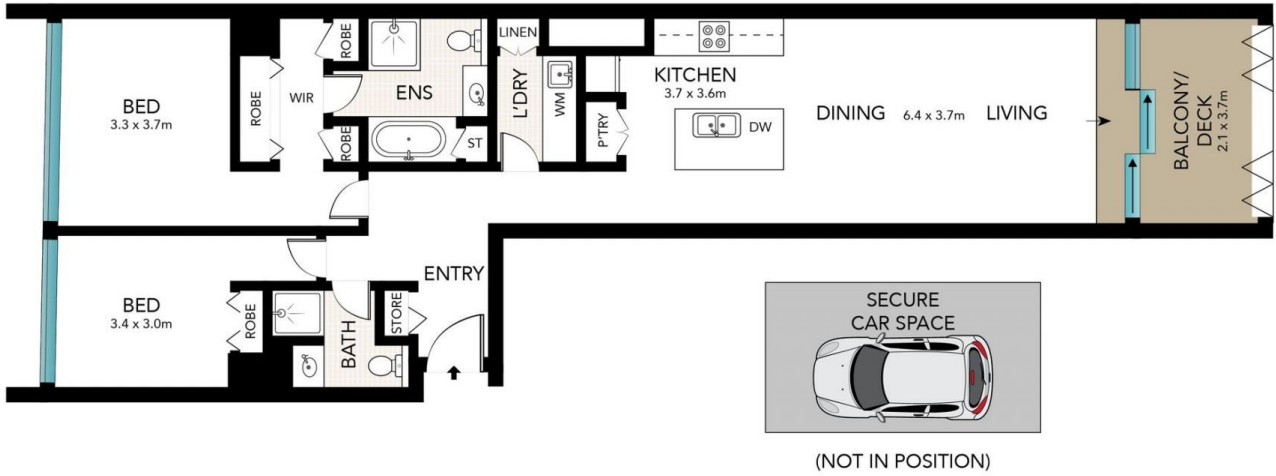 BED
3.3 x 3.7m
ROBE
WIR
ROBE
ROBE
ENS
ST
LINEN
L'DRY
WM
P'TRY
KITCHEN
3.7 x 3.6m
DW
DINING 6.4 x 3.7m LIVING
BALCONY/
DECK
2.1 x 3.7m
BED
3.4 x 3.0m
ROBE
BATH
STORE
ENTRY
SECURE
CAR SPACE
(NOT IN POSITION)